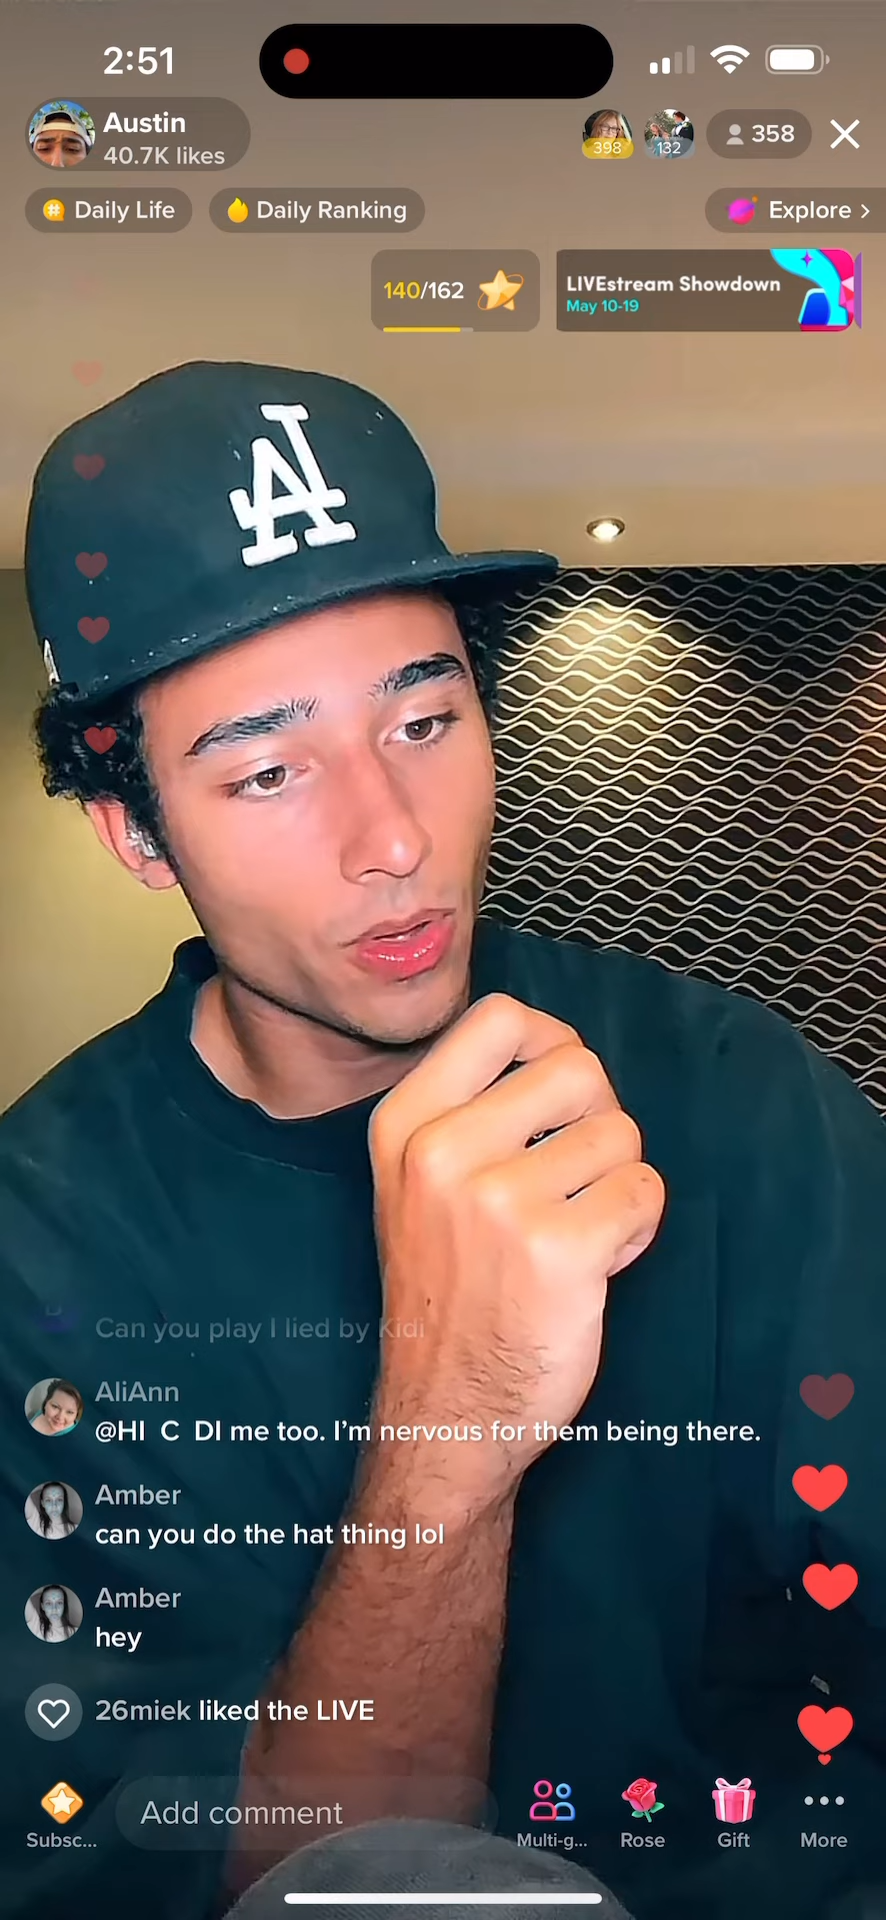 2:51
Austin
40.7K likes
398
132
358
Daily Life
Daily Ranking
Explore >
140/162
LIVEstream Showdown
May 10-19
LA
Can you play I lied by Kidi
AliAnn
@HI C DI me too. I’m nervous for them being there.
Amber
can you do the hat thing lol
Amber
hey
26miek liked the LIVE
Add comment
Subsc...
Multi-g...
Rose
Gift
More